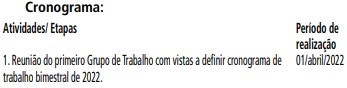 Cronograma:
Atividades/ Etapas Período de
realização
1. Reunião do primeiro Grupo de Trabalho com vistas a definir cronograma de 01/abril/2022
trabalho bimestral de 2022.